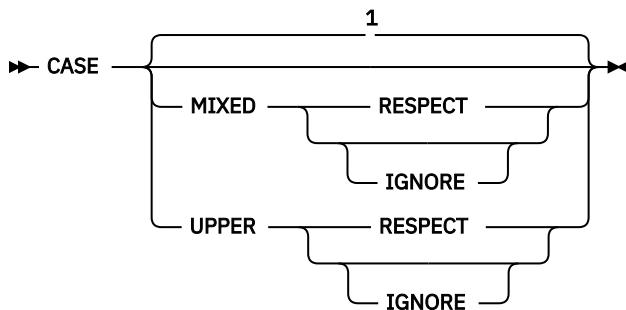 1
CASE
MIXED RESPECT
IGNORE
UPPER RESPECT
IGNORE